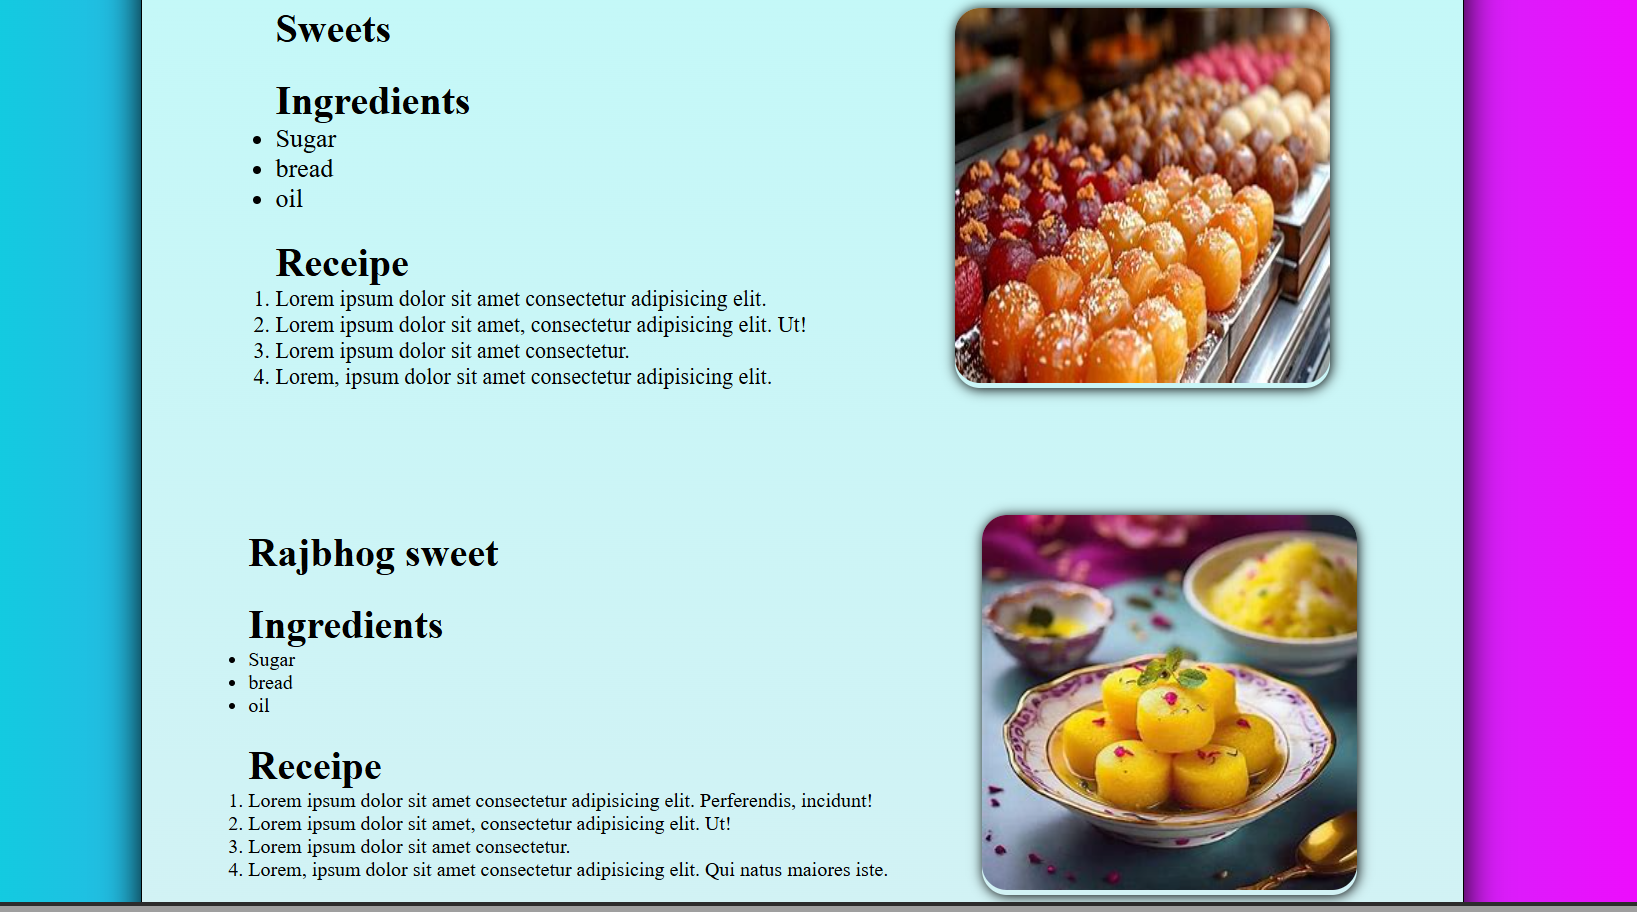 Sweets
Ingredients
• Sugar
• bread
• oil
Receipe
1. Lorem ipsum dolor sit amet consectetur adipisicing elit.
2. Lorem ipsum dolor sit amet, consectetur adipisicing elit. Ut!
3. Lorem ipsum dolor sit amet consectetur.
4. Lorem, ipsum dolor sit amet consectetur adipisicing elit.
Rajbhog sweet
Ingredients
• Sugar
• bread
• oil
Receipe
1. Lorem ipsum dolor sit amet consectetur adipisicing elit. Perferendis, incidunt!
2. Lorem ipsum dolor sit amet, consectetur adipisicing elit. Ut!
3. Lorem ipsum dolor sit amet consectetur.
4. Lorem, ipsum dolor sit amet consectetur adipisicing elit. Qui natus maiores iste.